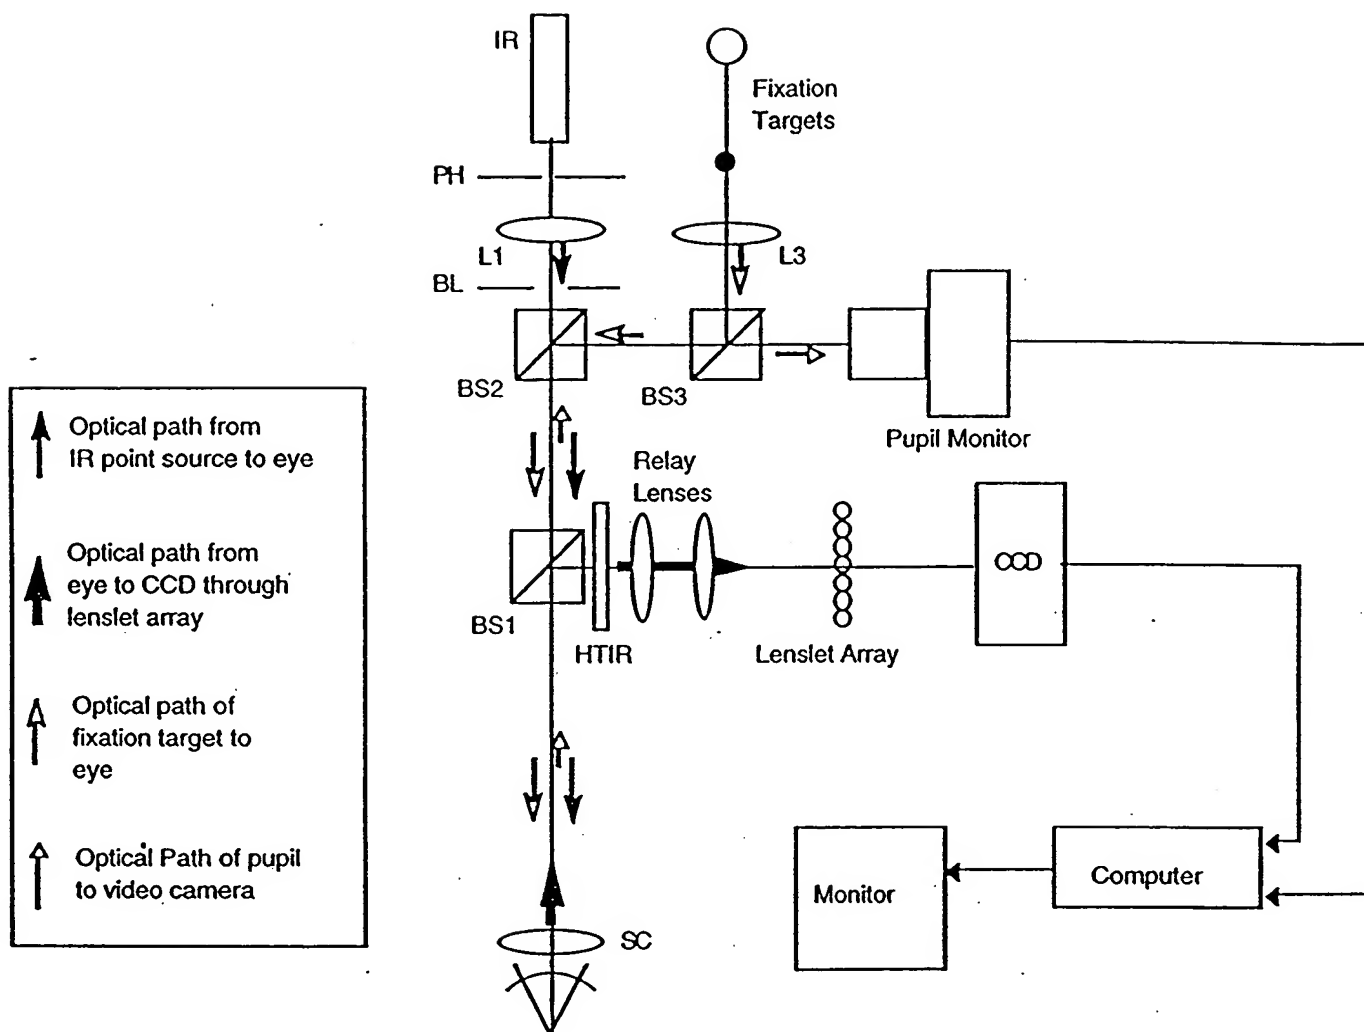 IR
Fixation
Targets
PH
L1
L3
BL
BS2
BS3
Pupil Monitor
Optical path from
IR point source to eye
Relay
Lenses
Optical path from
eye to CCD through
lenslet array
CCD
BS1
HTIR
Lenslet Array
Optical path of
fixation target to
eye
Optical Path of pupil
to video camera
Monitor
Computer
SC